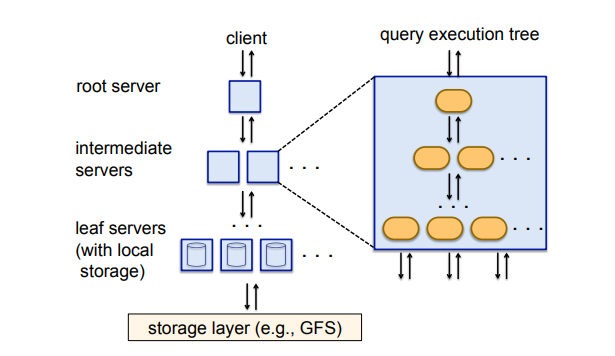 client
query execution tree
root server
intermediate
servers
. . .
. . .
. . .
leaf servers
(with local
storage)
. . .
. . .
. . .
storage layer (e.g., GFS)